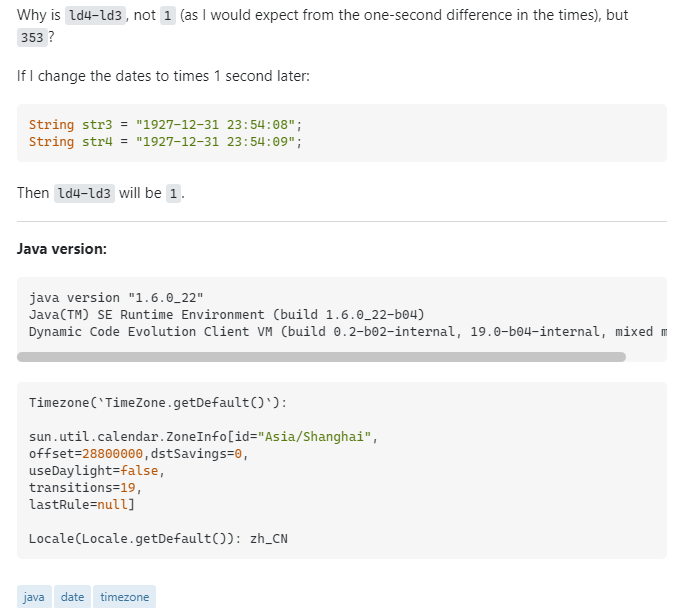 Why is ld4-ld3, not 1 (as I would expect from the one-second difference in the times), but
353?
If I change the dates to times 1 second later:
String str3 = "1927-12-31 23:54:08";
String str4 = "1927-12-31 23:54:09";
Then ld4-ld3 will be 1.
Java version:
java version "1.6.0_22"
Java(TM) SE Runtime Environment (build 1.6.0_22-b04)
Dynamic Code Evolution Client VM (build 0.2-b02-internal, 19.0-b04-internal, mixed m
Timezone(`TimeZone.getDefault()`):
sun.util.calendar.ZoneInfo[id="Asia/Shanghai",
offset=28800000,dstSavings=0,
useDaylight=false,
transitions=19,
lastRule=null]
Locale(Locale.getDefault()): zh_CN
java date timezone